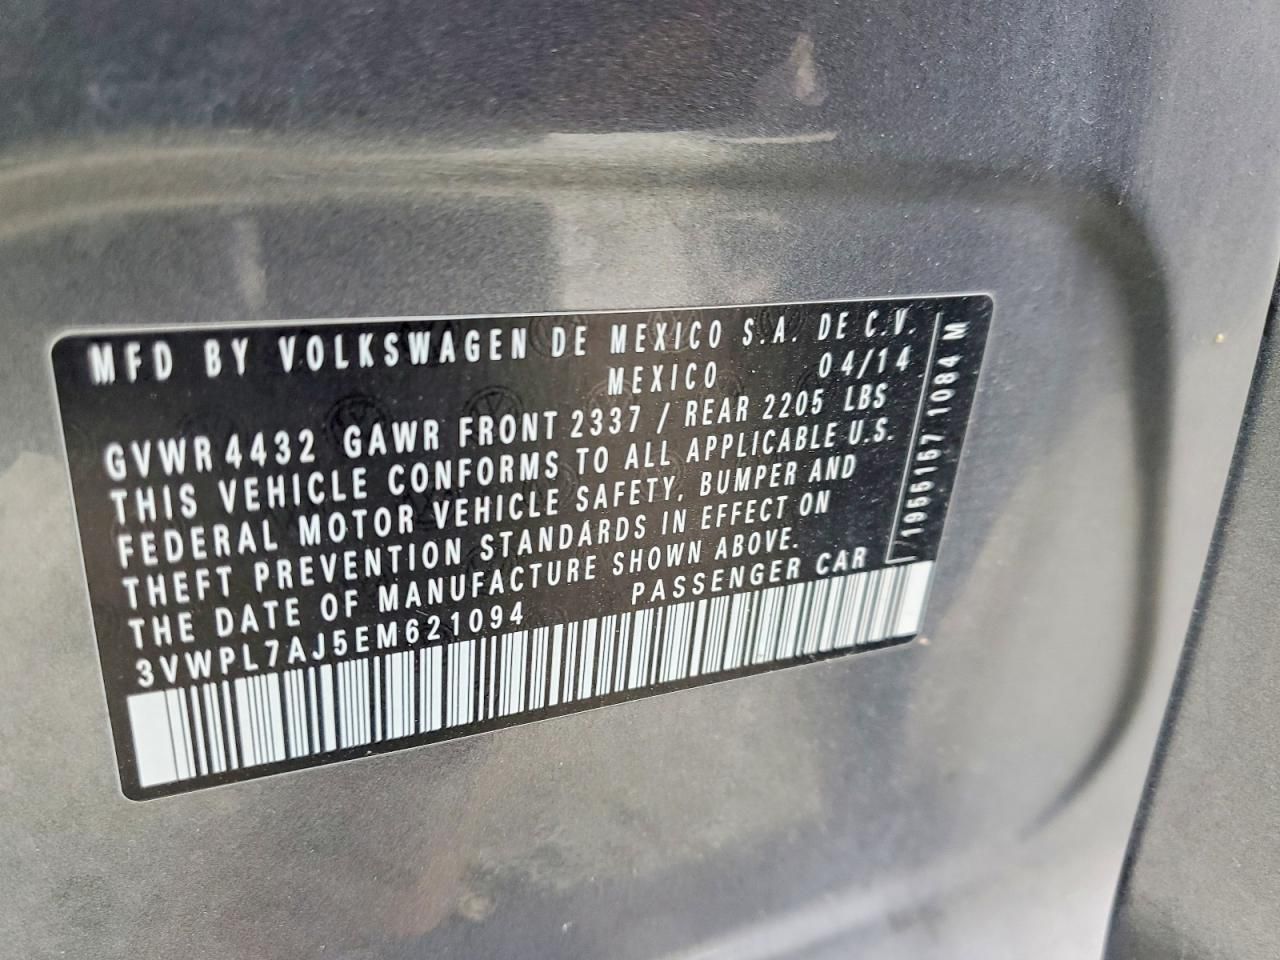 MFD BY VOLKSWAGEN DE MEXICO S.A. DE C.V.
MEXICO 04/14
GVWR 4432 GAWR FRONT 2337 / REAR 2205 LBS
THIS VEHICLE CONFORMS TO ALL APPLICABLE U.S.
FEDERAL MOTOR VEHICLE SAFETY, BUMPER AND
THEFT PREVENTION STANDARDS IN EFFECT ON
THE DATE OF MANUFACTURE SHOWN ABOVE.
3VWPL7AJ5EM621094 PASSENGER CAR
1955167 1084 M